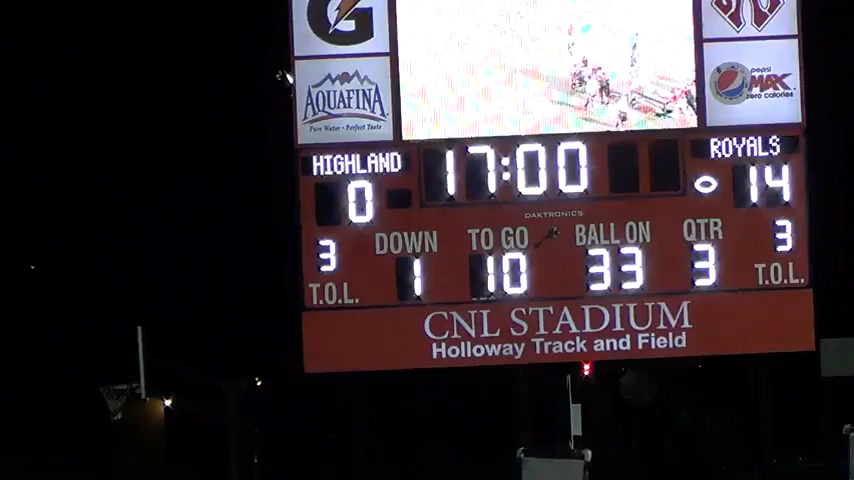 G
AQUAFINA
Pure Water - Perfect Taste
pepsi
MAX
zero calories
HIGHLAND 17:00 ROYALS
0 14
DAKTRONICS
3 DOWN TO GO BALL ON QTR 3
T.O.L. 1 10 33 3 T.O.L.
CNL STADIUM
Holloway Track and Field